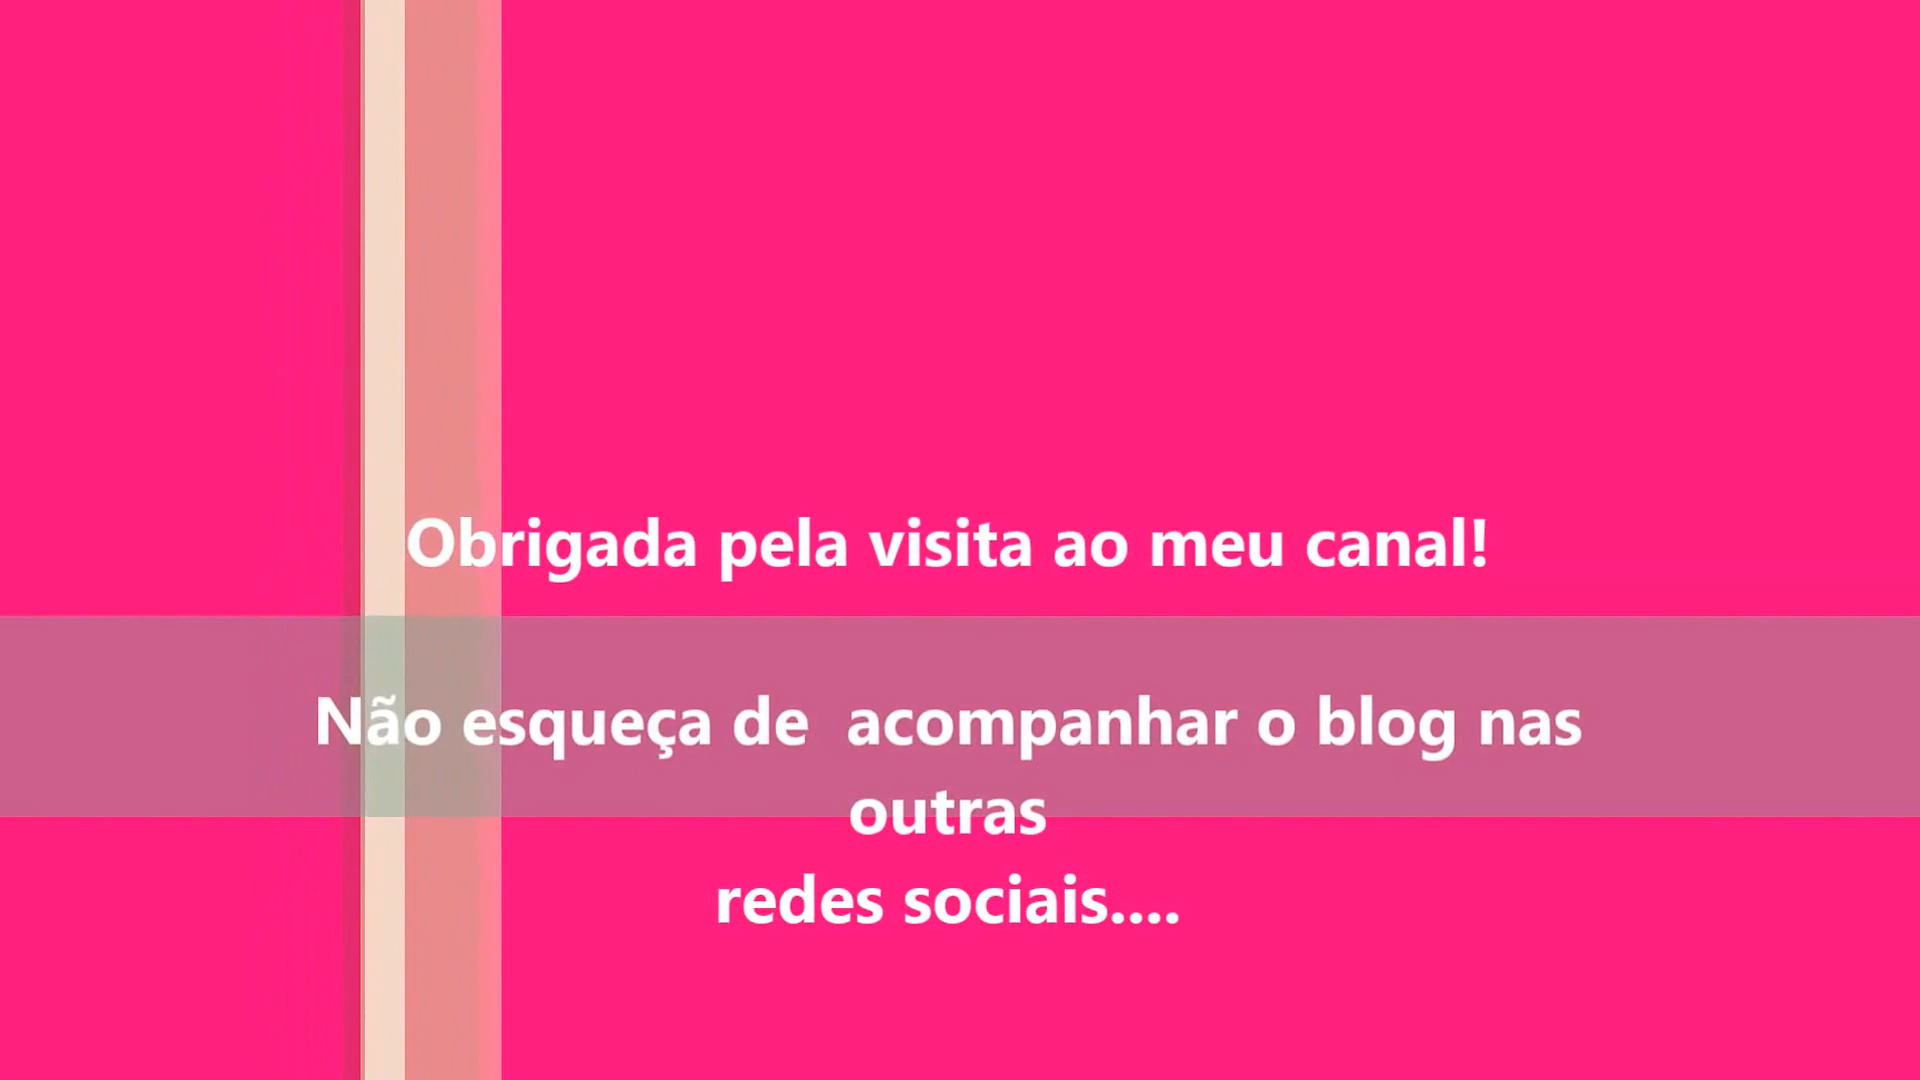 Obrigada pela visita ao meu canal!
Não esqueça de  acompanhar o blog nas
outras
redes sociais....